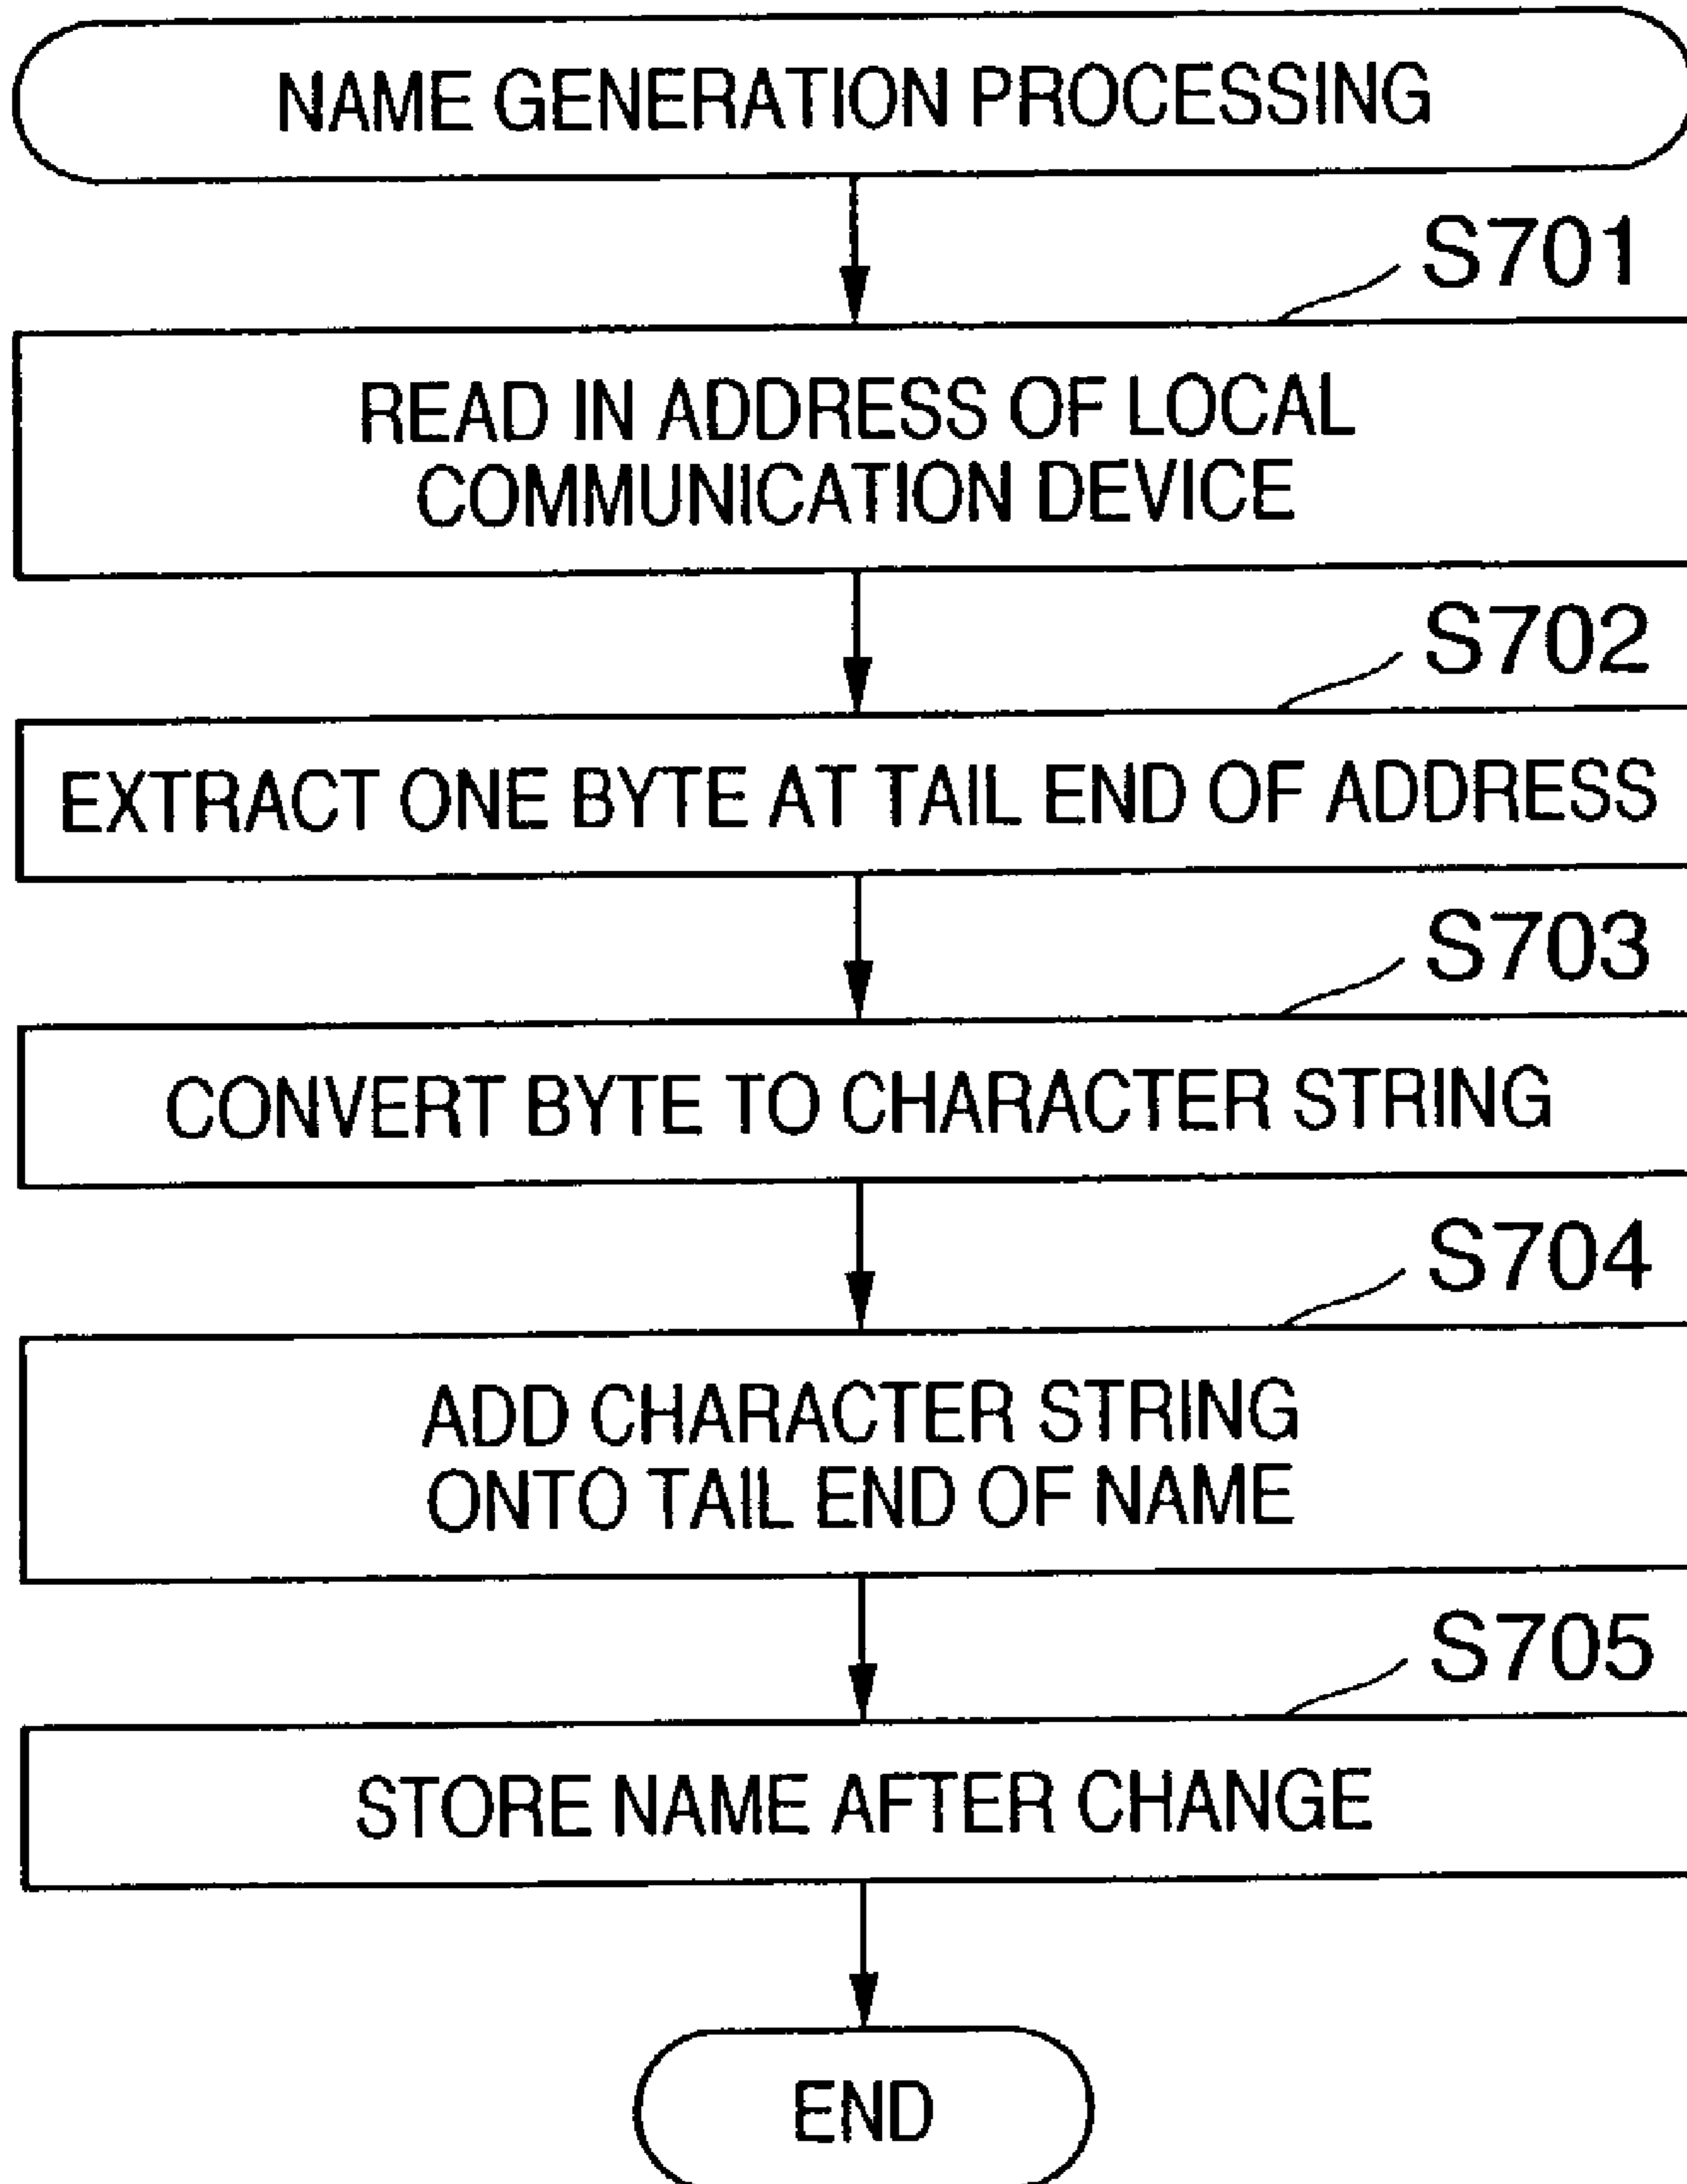 NAME GENERATION PROCESSING
S701
READ IN ADDRESS OF LOCAL
COMMUNICATION DEVICE
S702
EXTRACT ONE BYTE AT TAIL END OF ADDRESS
S703
CONVERT BYTE TO CHARACTER STRING
S704
ADD CHARACTER STRING
ONTO TAIL END OF NAME
S705
STORE NAME AFTER CHANGE
END